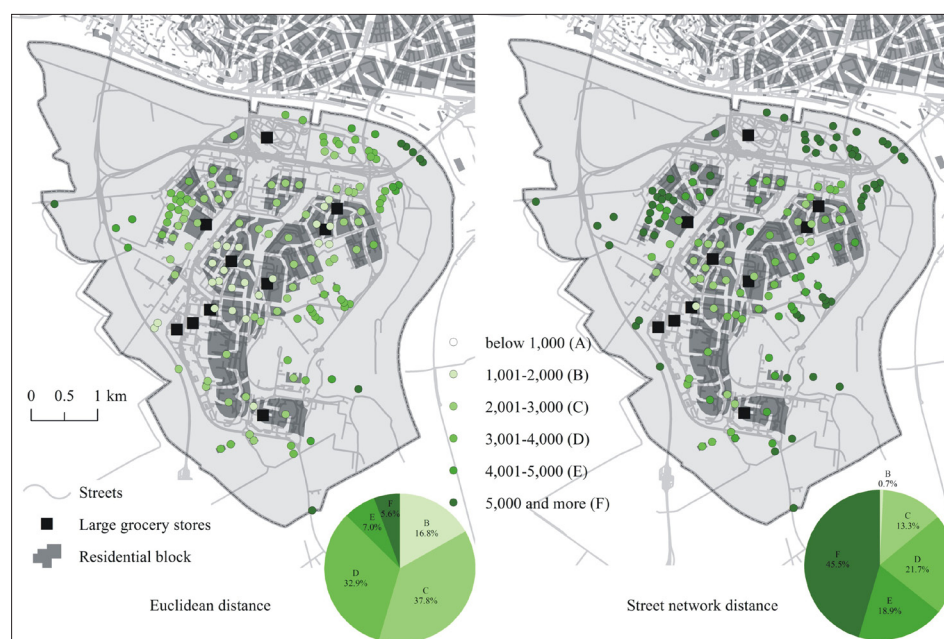 below 1,000 (A)
1,001-2,000 (B)
2,001-3,000 (C)
3,001-4,000 (D)
4,001-5,000 (E)
5,000 and more (F)
0 0.5 1 km
Streets
Large grocery stores
Residential block
F
5.6%
E
7.0%
B
16.8%
D
32.9%
C
37.8%
Euclidean distance
B
0.7%
C
13.3%
D
21.7%
F
45.5%
E
18.9%
Street network distance